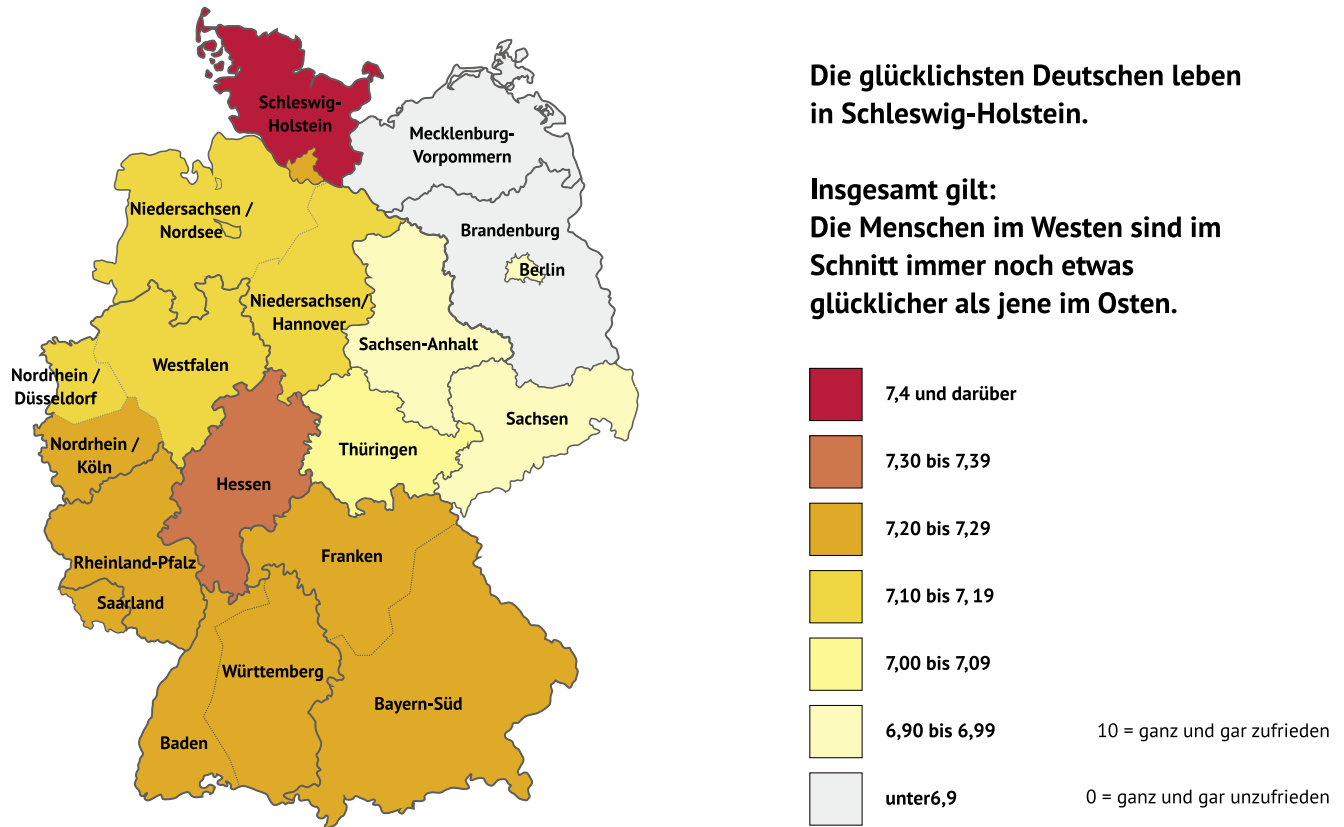 Schleswig-
Holstein
Mecklenburg-
Vorpommern
Niedersachsen /
Nordsee
Brandenburg
Berlin
Niedersachsen/
Hannover
Sachsen-Anhalt
Westfalen
Nordrhein /
Düsseldorf
Sachsen
Nordrhein /
Köln
Thüringen
Hessen
Franken
Rheinland-Pfalz
Saarland
Württemberg
Bayern-Süd
Baden
Die glücklichsten Deutschen leben
in Schleswig-Holstein.
Insgesamt gilt:
Die Menschen im Westen sind im
Schnitt immer noch etwas
glücklicher als jene im Osten.
7,4 und darüber
7,30 bis 7,39
7,20 bis 7,29
7,10 bis 7, 19
7,00 bis 7,09
6,90 bis 6,99
10 = ganz und gar zufrieden
unter6,9
0 = ganz und gar unzufrieden